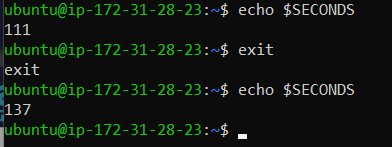 ubuntu@ip-172-31-28-23:~$ echo $SECONDS
111
ubuntu@ip-172-31-28-23:~$ exit
exit
ubuntu@ip-172-31-28-23:~$ echo $SECONDS
137
ubuntu@ip-172-31-28-23:~$